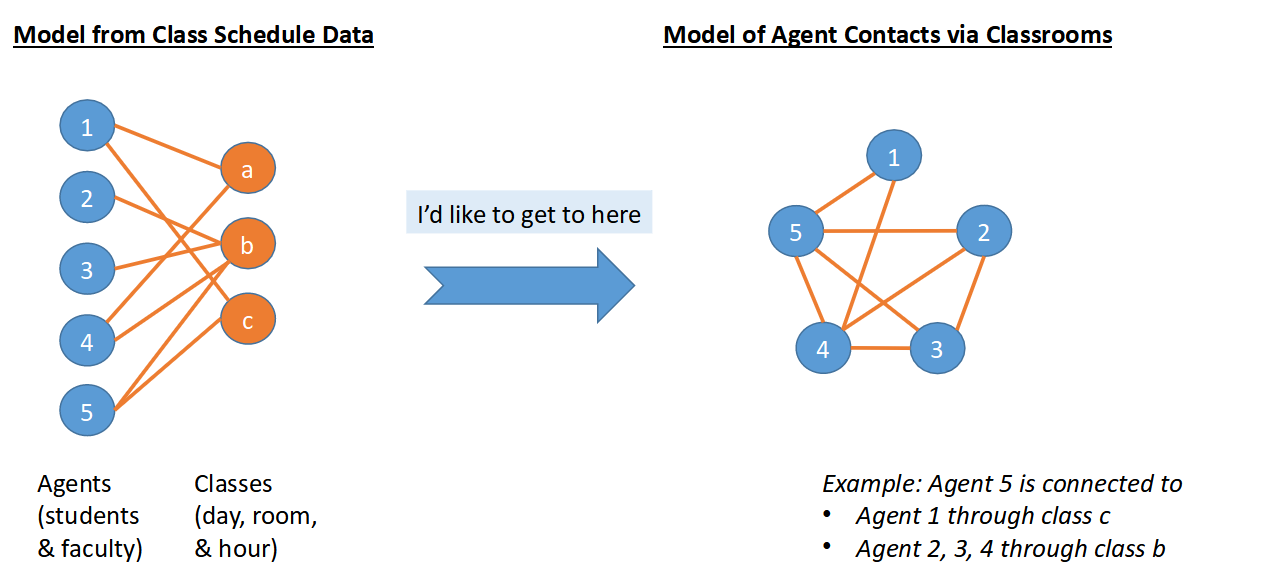 Model from Class Schedule Data
Model of Agent Contacts via Classrooms
1
2
3
4
5
a
b
c
I'd like to get to here
1
5
2
4
3
Agents
(students
& faculty)
Classes
(day, room,
& hour)
Example: Agent 5 is connected to
• Agent 1 through class c
• Agent 2, 3, 4 through class b